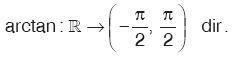 arctan : ℝ → (−π/2, π/2) dir.